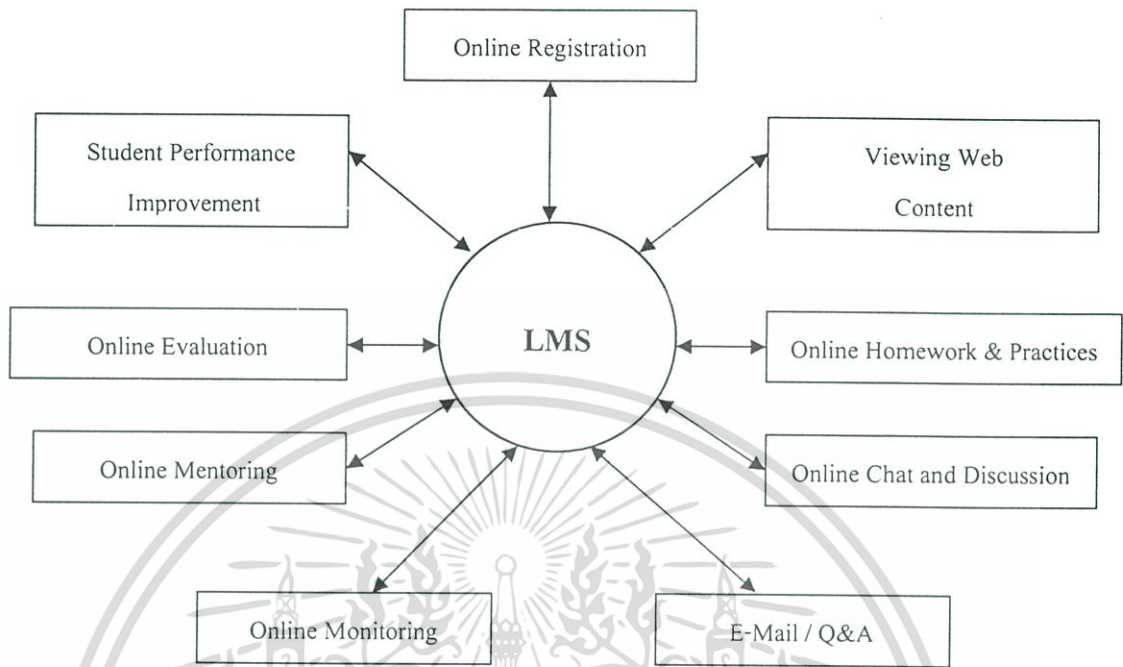 Online Registration
Student Performance
Improvement
Viewing Web
Content
LMS
Online Evaluation
Online Homework & Practices
Online Mentoring
Online Chat and Discussion
Online Monitoring
E-Mail / Q&A